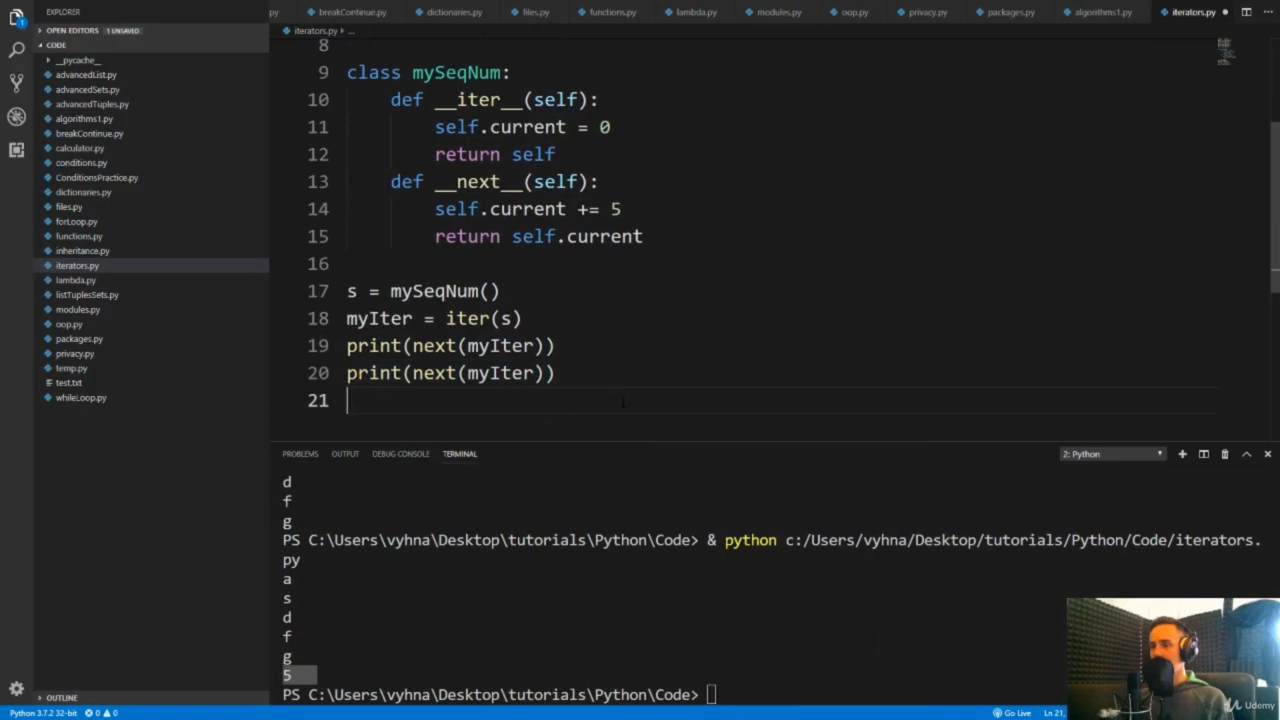 EXPLORER
py breakContinue.py dictionaries.py files.py functions.py lambda.py modules.py oop.py privacy.py packages.py algorithms1.py iterators.py
OPEN EDITORS 1 UNSAVED
iterators.py › ...
CODE
__pycache__
advancedList.py
advancedSets.py
advancedTuples.py
algorithms1.py
breakContinue.py
calculator.py
conditions.py
ConditionsPractice.py
dictionaries.py
files.py
forLoop.py
functions.py
inheritance.py
iterators.py
lambda.py
listTuplesSets.py
modules.py
oop.py
packages.py
privacy.py
temp.py
test.txt
whileLoop.py
OUTLINE
8
9 class mySeqNum:
10 def __iter__(self):
11 self.current = 0
12 return self
13 def __next__(self):
14 self.current += 5
15 return self.current
16
17 s = mySeqNum()
18 myIter = iter(s)
19 print(next(myIter))
20 print(next(myIter))
21
PROBLEMS OUTPUT DEBUG CONSOLE TERMINAL 2: Python
d
f
g
PS C:\Users\vyhna\Desktop\tutorials\Python\Code> & python c:/Users/vyhna/Desktop/tutorials/Python/Code/iterators.
py
a
s
d
f
g
5
PS C:\Users\vyhna\Desktop\tutorials\Python\Code>
Udemy
Python 3.7.2 32-bit 0 0 Go Live Ln 21,